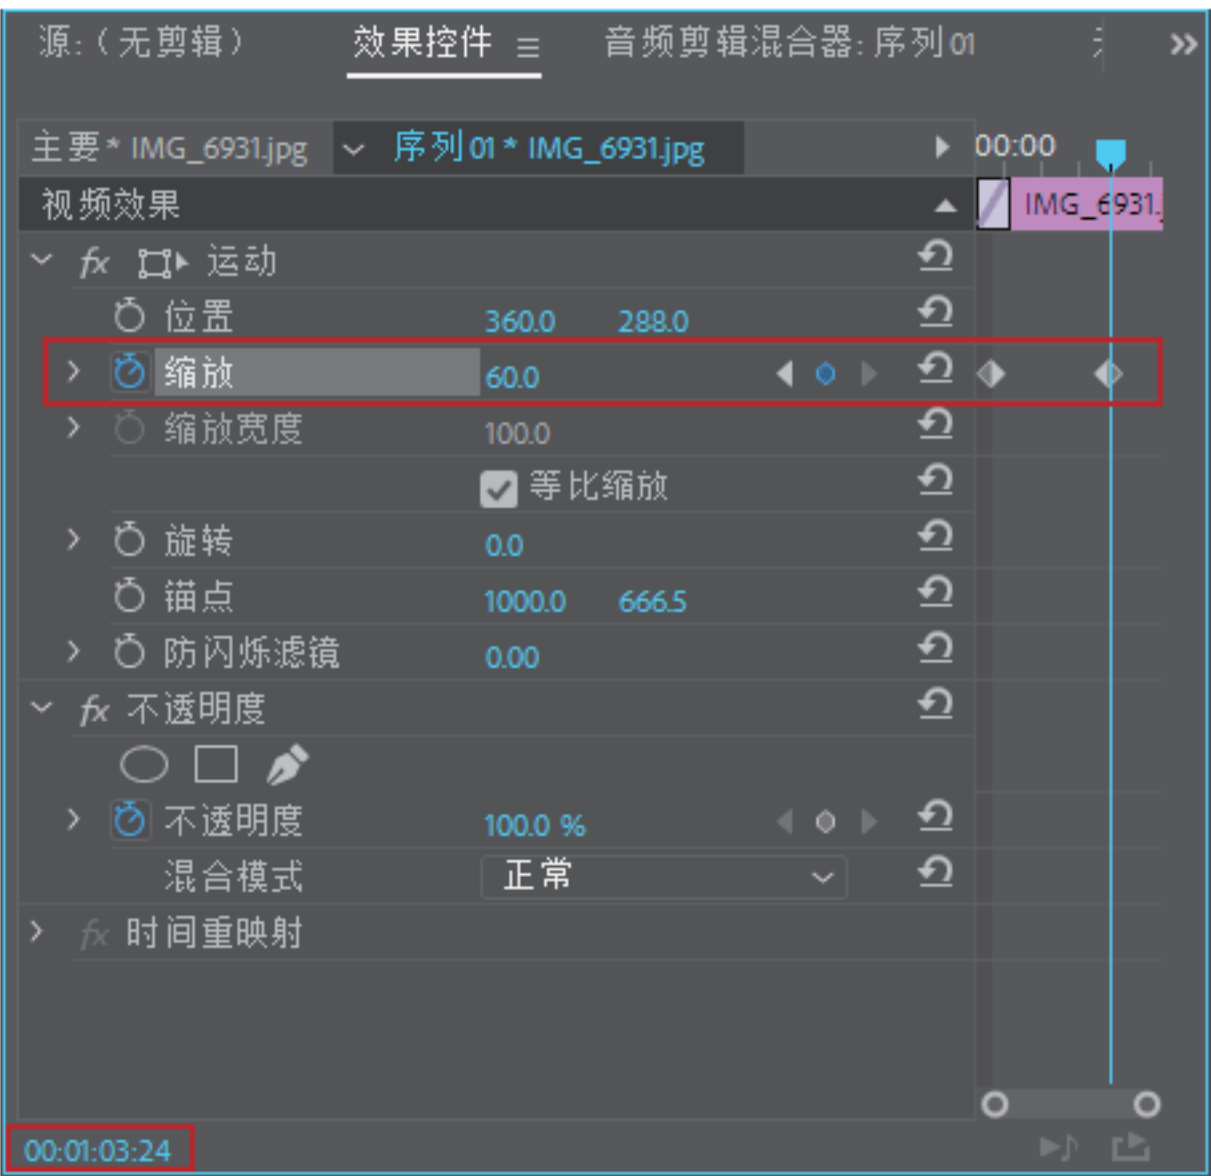 源:（无剪辑） 效果控件 音频剪辑混合器: 序列 01
主要* IMG_6931.jpg 序列 01 * IMG_6931.jpg 00:00
视频效果 IMG_6931.j
fx 运动
位置 360.0 288.0
缩放 60.0
缩放宽度 100.0
等比缩放
旋转 0.0
锚点 1000.0 666.5
防闪烁滤镜 0.00
fx 不透明度
不透明度 100.0 %
混合模式 正常
fx 时间重映射
00:01:03:24